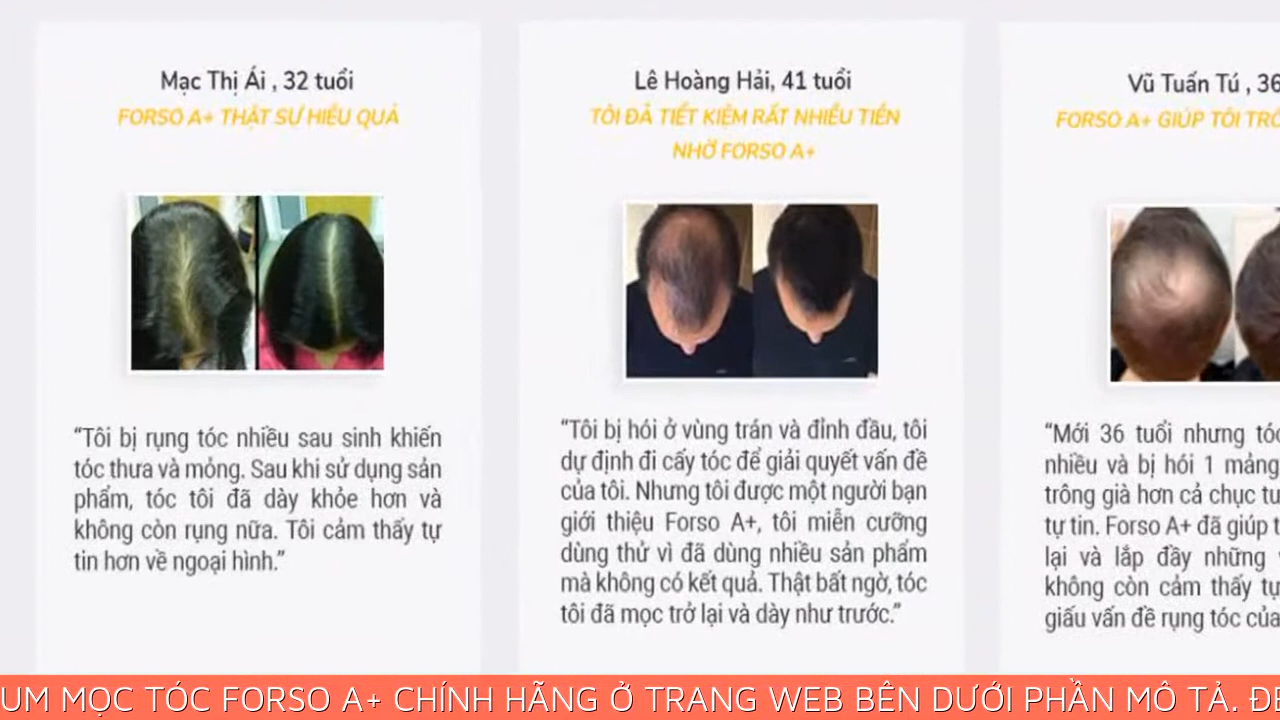 Mạc Thị Ái , 32 tuổi
FORSO A+ THẬT SỰ HIỆU QUẢ
“Tôi bị rụng tóc nhiều sau sinh khiến
tóc thưa và mỏng. Sau khi sử dụng sản
phẩm, tóc tôi đã dày khỏe hơn và
không còn rụng nữa. Tôi cảm thấy tự
tin hơn về ngoại hình.”
Lê Hoàng Hải, 41 tuổi
TÔI ĐÃ TIẾT KIỆM RẤT NHIỀU TIỀN
NHỜ FORSO A+
“Tôi bị hói ở vùng trán và đỉnh đầu, tôi
dự định đi cấy tóc để giải quyết vấn đề
của tôi. Nhưng tôi được một người bạn
giới thiệu Forso A+, tôi miễn cưỡng
dùng thử vì đã dùng nhiều sản phẩm
mà không có kết quả. Thật bất ngờ, tóc
tôi đã mọc trở lại và dày như trước.”
Vũ Tuấn Tú , 36
FORSO A+ GIÚP TÔI
“Mới 36 tuổi nhưng
nhiều và bị hói 1 mảng
trông già hơn cả chục
tự tin. Forso A+ đã giúp
lại và lấp đầy những
không còn cảm thấy
giấu vấn đề rụng tóc của
UM MỌC TÓC FORSO A+ CHÍNH HÃNG Ở TRANG WEB BÊN DƯỚI PHẦN MÔ TẢ.